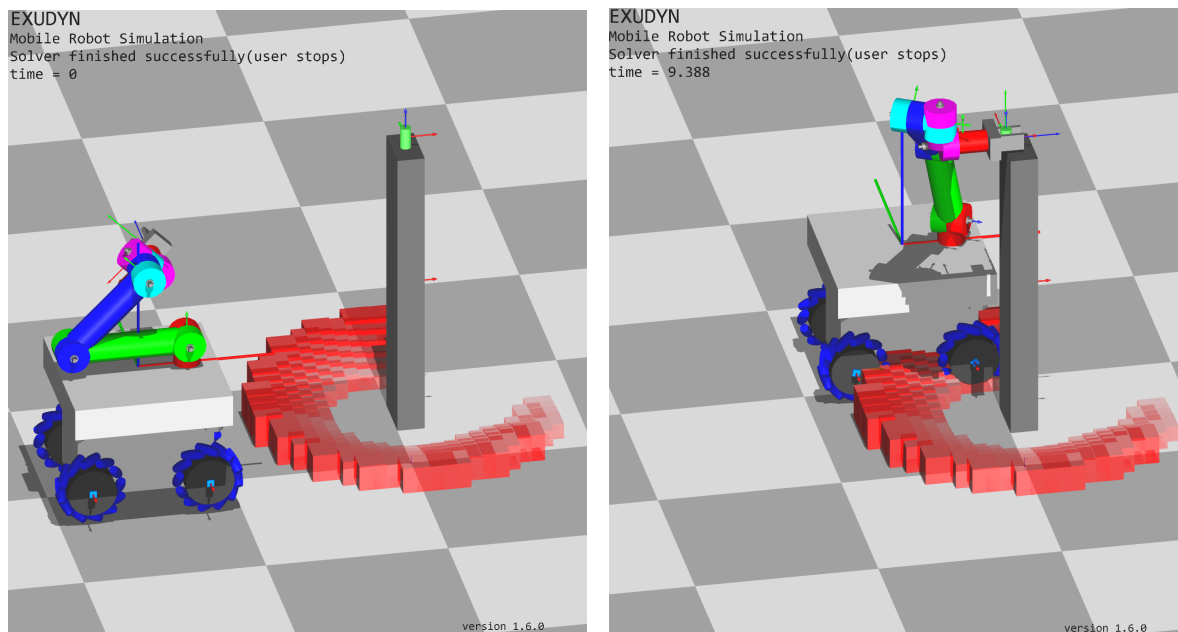 EXUDYN
Mobile Robot Simulation
Solver finished successfully(user stops)
time = 0
version 1.6.0
EXUDYN
Mobile Robot Simulation
Solver finished successfully(user stops)
time = 9.388
version 1.6.0